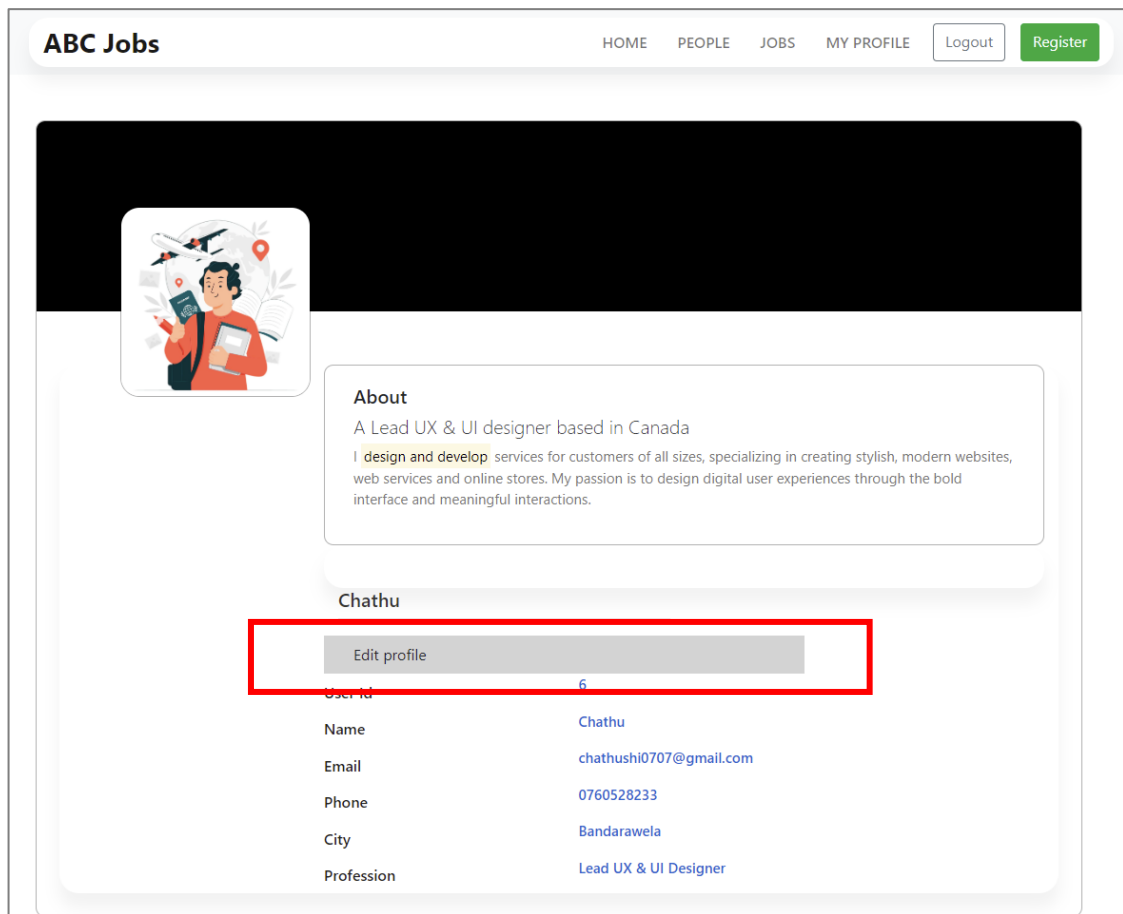 ABC Jobs
HOME PEOPLE JOBS MY PROFILE Logout Register
About
A Lead UX & UI designer based in Canada
I design and develop services for customers of all sizes, specializing in creating stylish, modern websites,
web services and online stores. My passion is to design digital user experiences through the bold
interface and meaningful interactions.
Chathu
Edit profile
User Id 6
Name Chathu
Email chathushi0707@gmail.com
Phone 0760528233
City Bandarawela
Profession Lead UX & UI Designer